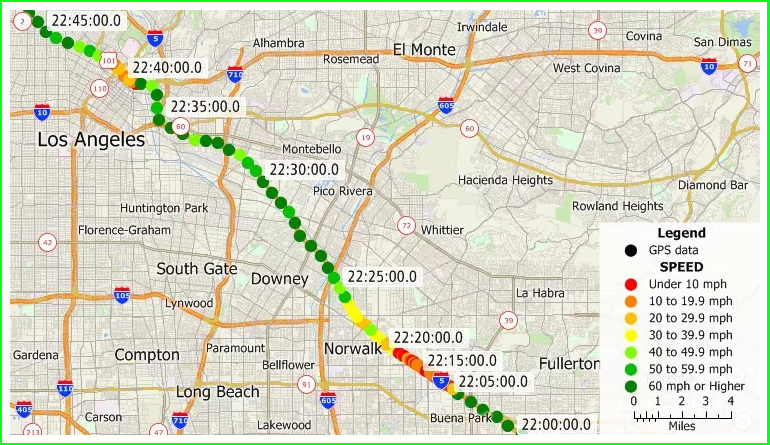 2
22:45:00.0
5
Alhambra
Irwindale
39
Covina
San Dimas
El Monte
Rosemead
101
22:40:00.0
710
West Covina
10
71
110
22:35:00.0
605
10
60
60
19
Los Angeles
Montebello
22:30:00.0
Pico Rivera
Hacienda Heights
Diamond Bar
Huntington Park
Rowland Heights
Florence-Graham
72
Whittier
42
South Gate
Downey
22:25:00.0
105
Lynwood
La Habra
39
22:20:00.0
Gardena
Compton
Paramount
Norwalk
22:15:00.0
Bellflower
Fullerton
110
Long Beach
91
5
22:05:00.0
605
405
Carson
710
Lakewood
Buena Park
22:00:00.0
213
47
Legend
GPS data
SPEED
Under 10 mph
10 to 19.9 mph
20 to 29.9 mph
30 to 39.9 mph
40 to 49.9 mph
50 to 59.9 mph
60 mph or Higher
0 1 2 3 4
Miles